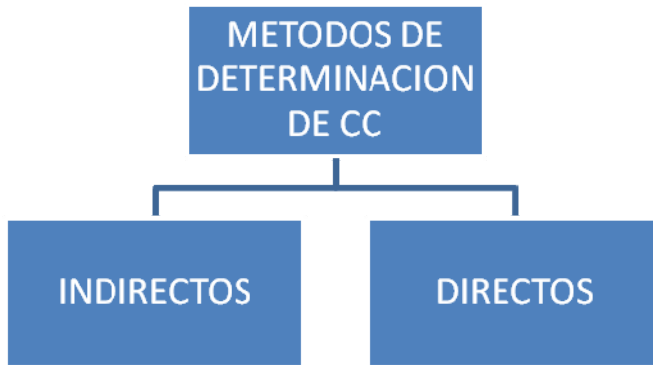 METODOS DE
DETERMINACION
DE CC
INDIRECTOS
DIRECTOS